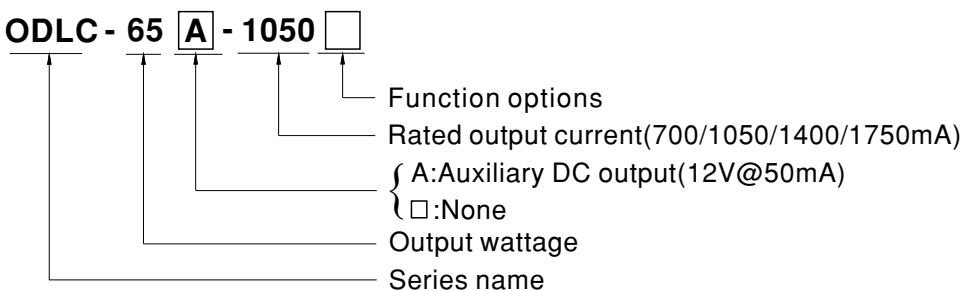 ODLC - 65 A - 1050 □
Function options
Rated output current(700/1050/1400/1750mA)
A:Auxiliary DC output(12V@50mA)
□:None
Output wattage
Series name